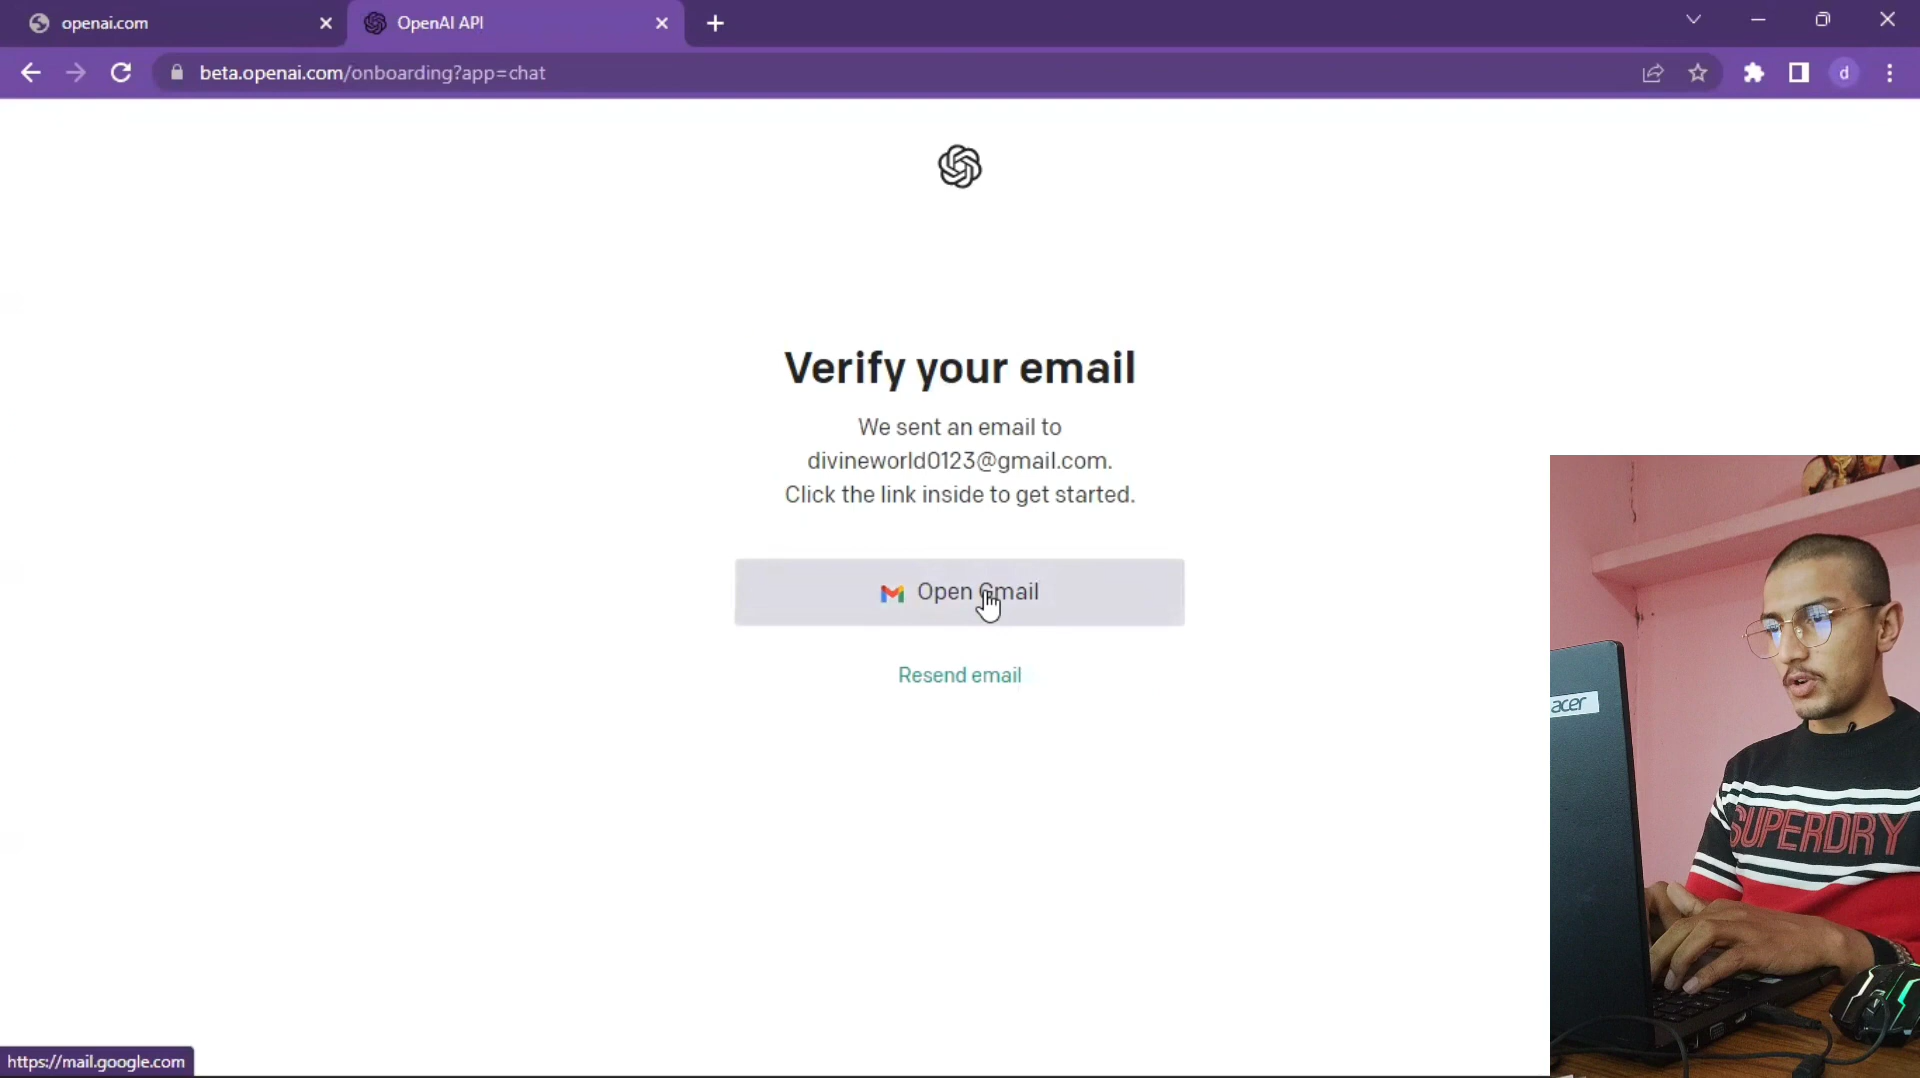 openai.com
OpenAI API
beta.openai.com/onboarding?app=chat
d
Verify your email
We sent an email to
divineworld0123@gmail.com.
Click the link inside to get started.
Open Gmail
Resend email
acer
SUPERDRY
https://mail.google.com